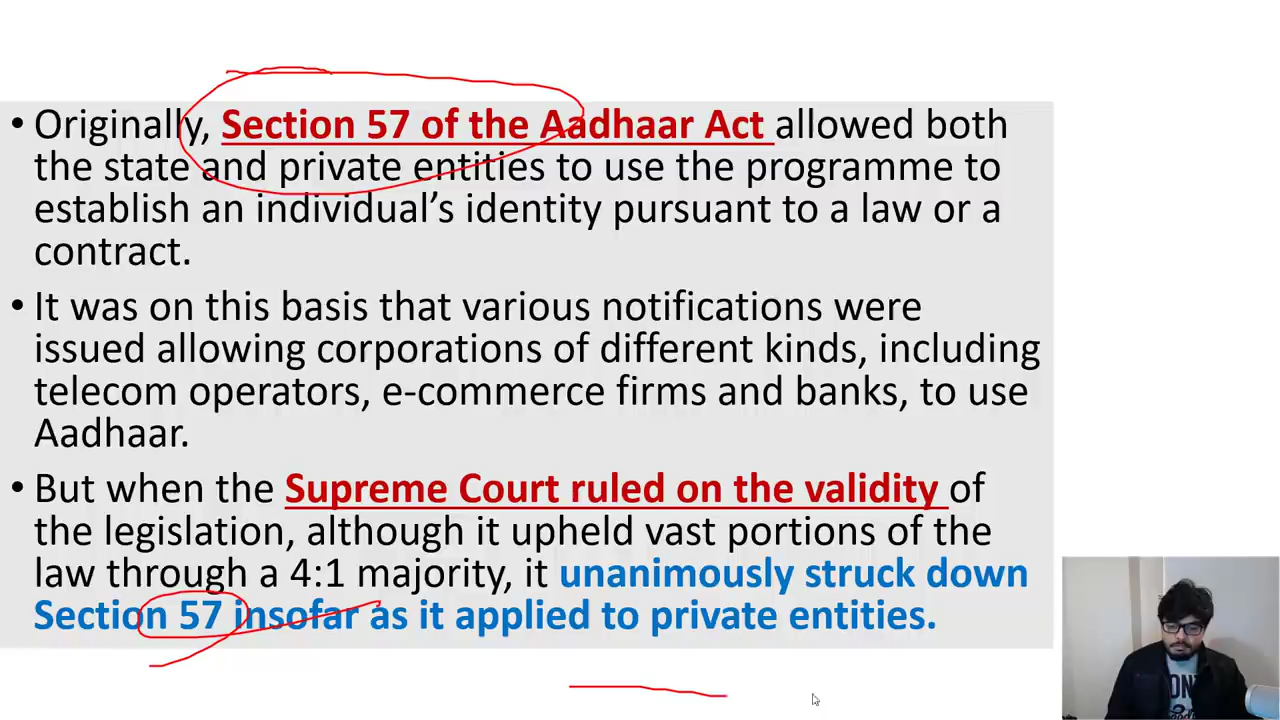 • Originally, Section 57 of the Aadhaar Act allowed both
the state and private entities to use the programme to
establish an individual’s identity pursuant to a law or a
contract.
• It was on this basis that various notifications were
issued allowing corporations of different kinds, including
telecom operators, e-commerce firms and banks, to use
Aadhaar.
• But when the Supreme Court ruled on the validity of
the legislation, although it upheld vast portions of the
law through a 4:1 majority, it unanimously struck down
Section 57 insofar as it applied to private entities.